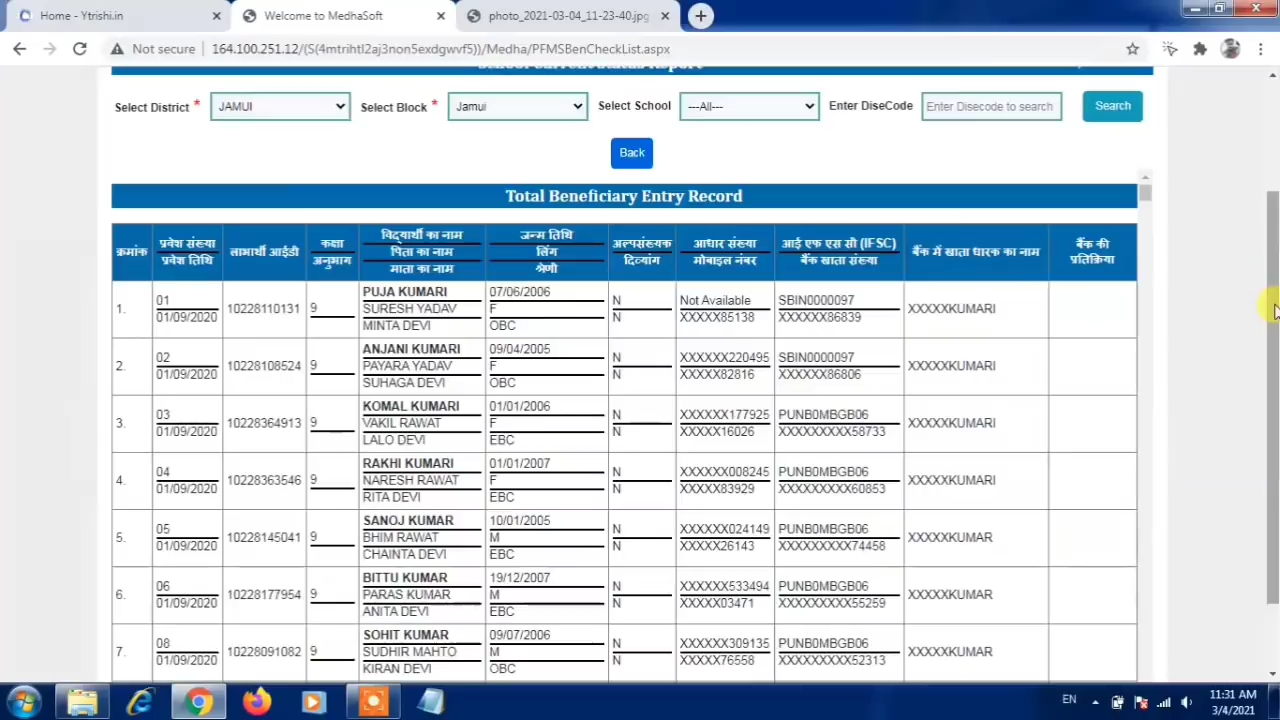 Home - Ytrishi.in
Welcome to MedhaSoft
photo_2021-03-04_11-23-40.jpg
Not secure
164.100.251.12/(S(4mtrihtl2aj3non5exdgwvf5))/Medha/PFMSBenCheckList.aspx
Select District * JAMUI Select Block * Jamui Select School ---All--- Enter DiseCode Enter Disecode to search Search
Back
Total Beneficiary Entry Record
क्रमांक
प्रवेश संख्या
प्रवेश तिथि
लाभार्थी आईडी
कक्षा
अनुभाग
विद्यार्थी का नाम
पिता का नाम
माता का नाम
जन्म तिथि
लिंग
श्रेणी
अल्पसंख्यक
दिव्यांग
आधार संख्या
मोबाइल नंबर
आई एफ एस सी (IFSC)
बैंक खाता संख्या
बैंक में खाता धारक का नाम
बैंक की
प्रतिक्रिया
1.
01
01/09/2020
10228110131
9
PUJA KUMARI
SURESH YADAV
MINTA DEVI
07/06/2006
F
OBC
N
N
Not Available
XXXXX85138
SBIN0000097
XXXXXX86839
XXXXXKUMARI
2.
02
01/09/2020
10228108524
9
ANJANI KUMARI
PAYARA YADAV
SUHAGA DEVI
09/04/2005
F
OBC
N
N
XXXXXX220495
XXXXX82816
SBIN0000097
XXXXXX86806
XXXXXKUMARI
3.
03
01/09/2020
10228364913
9
KOMAL KUMARI
VAKIL RAWAT
LALO DEVI
01/01/2006
F
EBC
N
N
XXXXXX177925
XXXXX16026
PUNB0MBGB06
XXXXXXXXX58733
XXXXXKUMARI
4.
04
01/09/2020
10228363546
9
RAKHI KUMARI
NARESH RAWAT
RITA DEVI
01/01/2007
F
EBC
N
N
XXXXXX008245
XXXXX83929
PUNB0MBGB06
XXXXXXXXX60853
XXXXXKUMARI
5.
05
01/09/2020
10228145041
9
SANOJ KUMAR
BHIM RAWAT
CHAINTA DEVI
10/01/2005
M
EBC
N
N
XXXXXX024149
XXXXX26143
PUNB0MBGB06
XXXXXXXXX74458
XXXXXKUMAR
6.
06
01/09/2020
10228177954
9
BITTU KUMAR
PARAS KUMAR
ANITA DEVI
19/12/2007
M
EBC
N
N
XXXXXX533494
XXXXX03471
PUNB0MBGB06
XXXXXXXXX55259
XXXXXKUMAR
7.
08
01/09/2020
10228091082
9
SOHIT KUMAR
SUDHIR MAHTO
KIRAN DEVI
09/07/2006
M
OBC
N
N
XXXXXX309135
XXXXX76558
PUNB0MBGB06
XXXXXXXXX52313
XXXXXKUMAR
EN
11:31 AM
3/4/2021